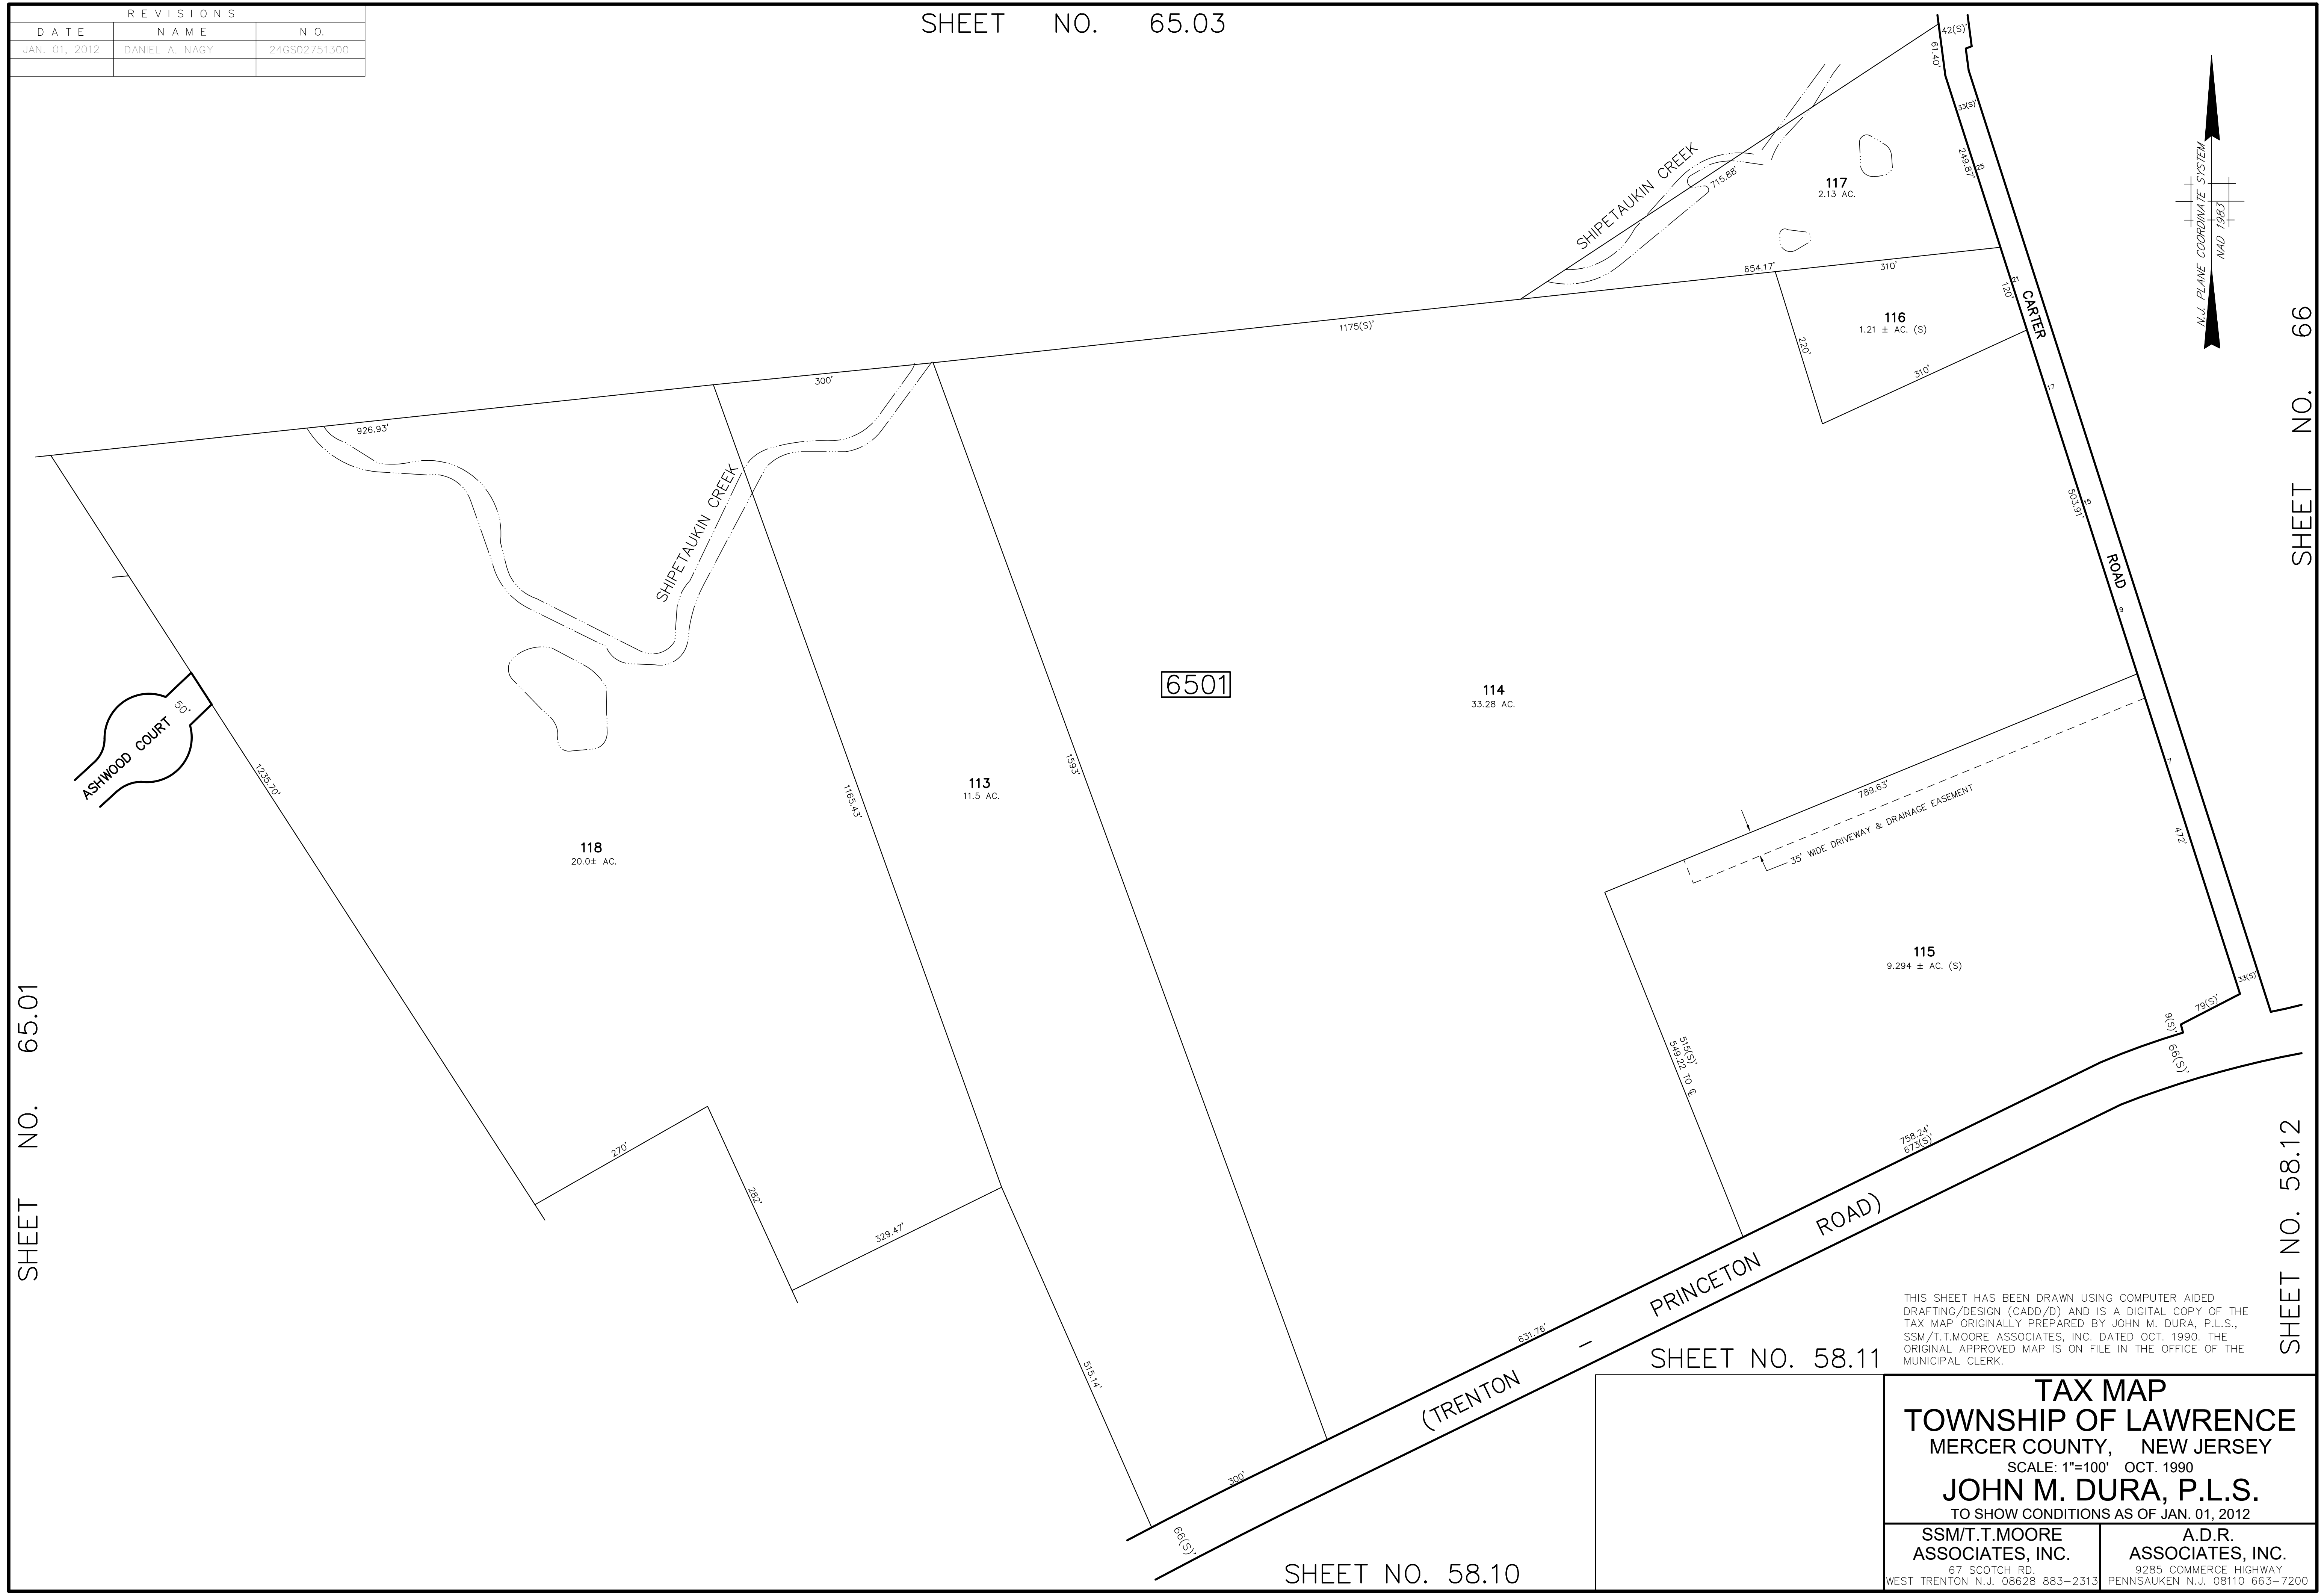 REVISIONS
DATE NAME NO.
JAN. 01, 2012 DANIEL A. NAGY 24GS02751300
SHEET NO. 65.03
42(S)'
61.40'
33(S)'
249.87'
25
SHIPETAUKIN CREEK
715.88'
117
2.13 AC.
N.J. PLANE COORDINATE SYSTEM
NAD 1983
SHEET NO. 66
654.17'
310'
21
120'
CARTER
116
1.21 ± AC. (S)
220'
310'
17
1175(S)'
300'
926.93'
SHIPETAUKIN CREEK
503.91'
15
ROAD
9
6501
114
33.28 AC.
50'
ASHWOOD COURT
1235.70'
1165.43'
113
11.5 AC.
1593'
789.63'
35' WIDE DRIVEWAY & DRAINAGE EASEMENT
7
472'
118
20.0± AC.
115
9.294 ± AC. (S)
33(S)'
79(S)'
9(S)'
66(S)'
515(S)'
549.22 TO ℄
SHEET NO. 65.01
270'
282'
329.47'
758.24'
673(S)'
SHEET NO. 58.12
515.14'
631.76'
(TRENTON – PRINCETON ROAD)
300'
66(S)'
SHEET NO. 58.11
SHEET NO. 58.10
THIS SHEET HAS BEEN DRAWN USING COMPUTER AIDED
DRAFTING/DESIGN (CADD/D) AND IS A DIGITAL COPY OF THE
TAX MAP ORIGINALLY PREPARED BY JOHN M. DURA, P.L.S.,
SSM/T.T.MOORE ASSOCIATES, INC. DATED OCT. 1990. THE
ORIGINAL APPROVED MAP IS ON FILE IN THE OFFICE OF THE
MUNICIPAL CLERK.
TAX MAP
TOWNSHIP OF LAWRENCE
MERCER COUNTY, NEW JERSEY
SCALE: 1"=100' OCT. 1990
JOHN M. DURA, P.L.S.
TO SHOW CONDITIONS AS OF JAN. 01, 2012
SSM/T.T.MOORE
ASSOCIATES, INC.
67 SCOTCH RD.
WEST TRENTON N.J. 08628 883-2313
A.D.R.
ASSOCIATES, INC.
9285 COMMERCE HIGHWAY
PENNSAUKEN N.J. 08110 663-7200